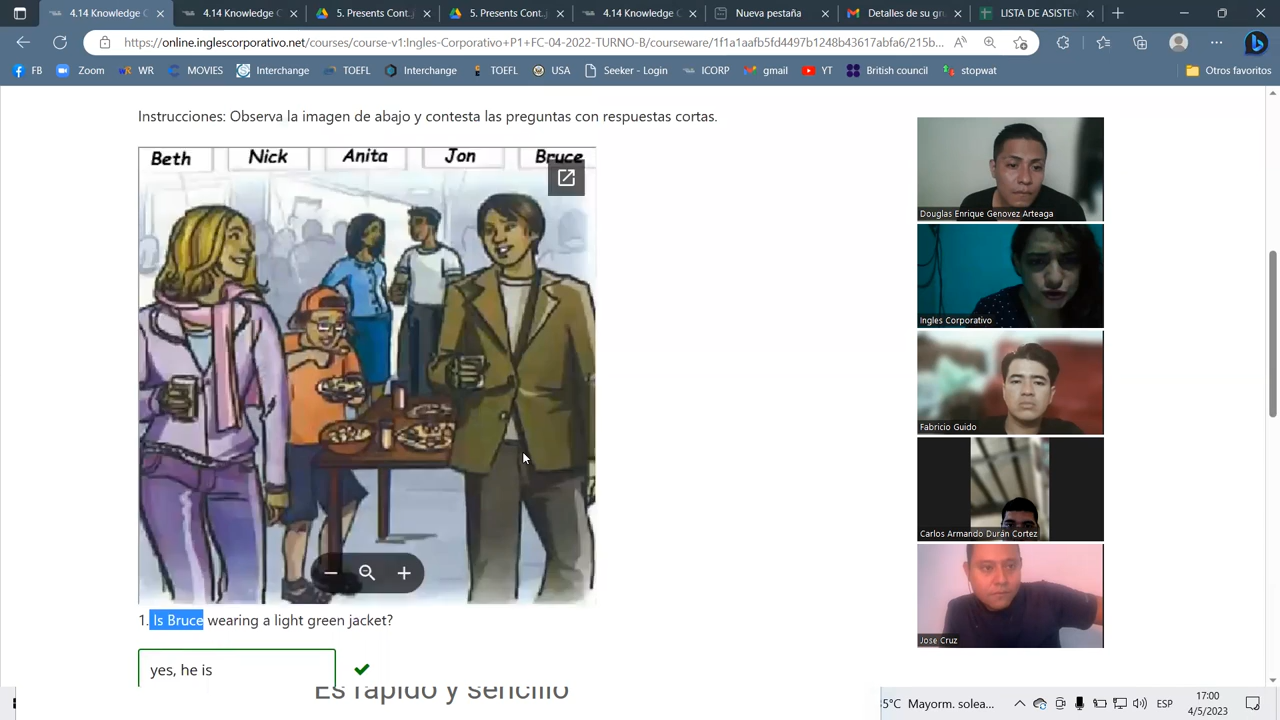 4.14 Knowledge C
4.14 Knowledge C
5. Presents Cont.
5. Presents Cont.
4.14 Knowledge C
Nueva pestaña
Detalles de su gr
LISTA DE ASISTEN
https://online.inglescorporativo.net/courses/course-v1:Ingles-Corporativo+P1+FC-04-2022-TURNO-B/courseware/1f1a1aafb5fd4497b1248b43617abfa6/215b...
FB
Zoom
WR
MOVIES
Interchange
TOEFL
Interchange
TOEFL
USA
Seeker - Login
ICORP
gmail
YT
British council
stopwat
Otros favoritos
Instrucciones: Observa la imagen de abajo y contesta las preguntas con respuestas cortas.
Beth Nick Anita Jon Bruce
1. Is Bruce wearing a light green jacket?
yes, he is
Es rápido y sencillo
Douglas Enrique Genovez Arteaga
Ingles Corporativo
Fabricio Guido
Carlos Armando Durán Cortez
Jose Cruz
5°C Mayorm. solea...
ESP
17:00
4/5/2023